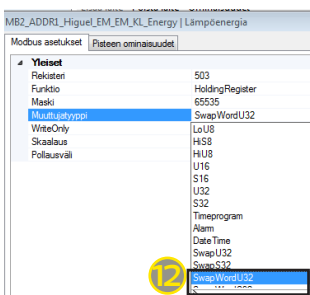 MB2_ADDR1_Higuel_EM_EM_KL_Energy | Lämpöenergia
Modbus asetukset Pisteen ominaisuudet
Yleiset
Rekisteri 503
Funktio HoldingRegister
Maski 65535
Muuttujatyyppi SwapWordU32
WriteOnly
Skaalaus
Pollausväli
LoU8
HiS8
HiU8
U16
S16
U32
S32
Timeprogram
Alarm
DateTime
SwapU32
SwapS32
12 SwapWordU32